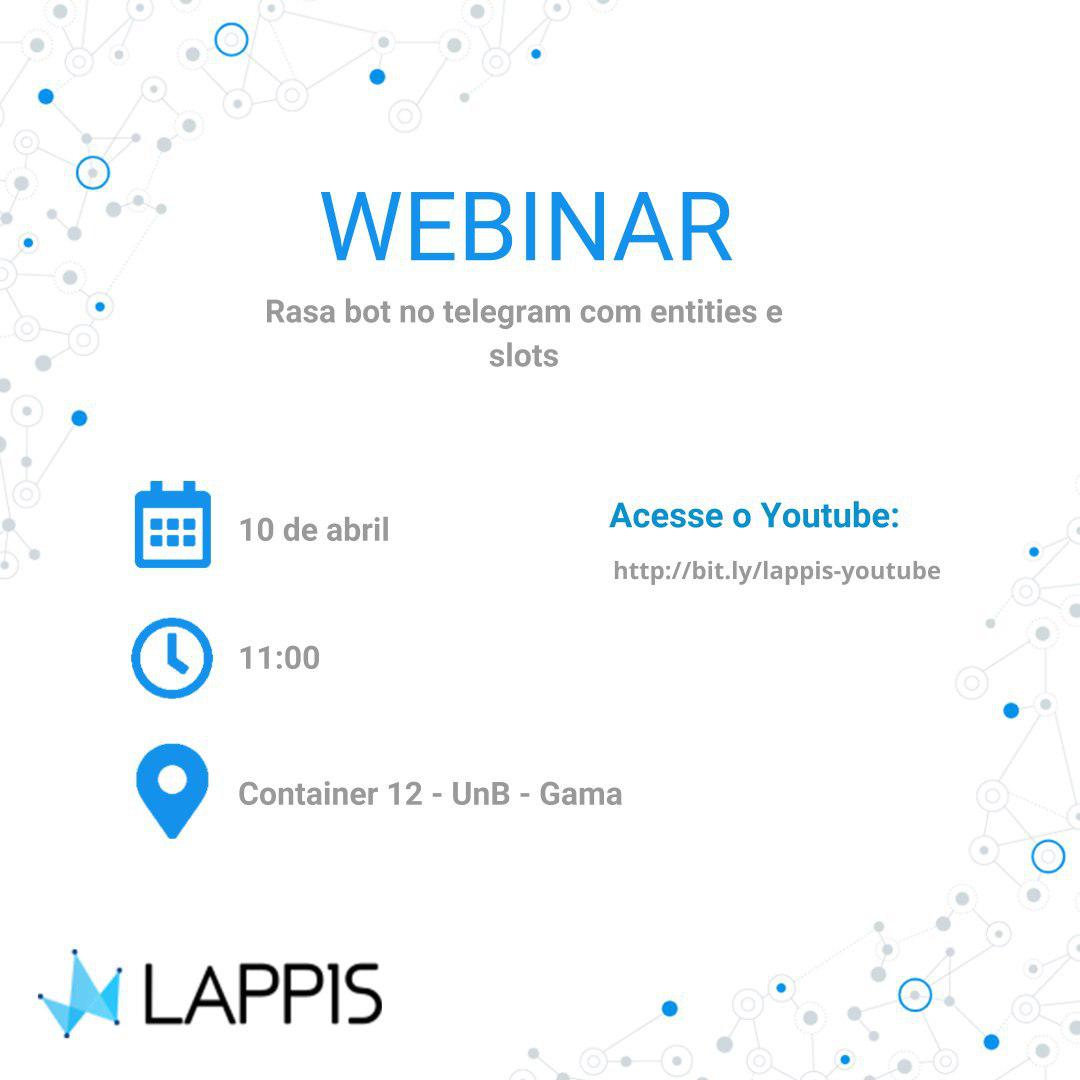 WEBINAR
Rasa bot no telegram com entities e
slots
10 de abril
11:00
Container 12 - UnB - Gama
Acesse o Youtube:
http://bit.ly/lappis-youtube
LAPPIS